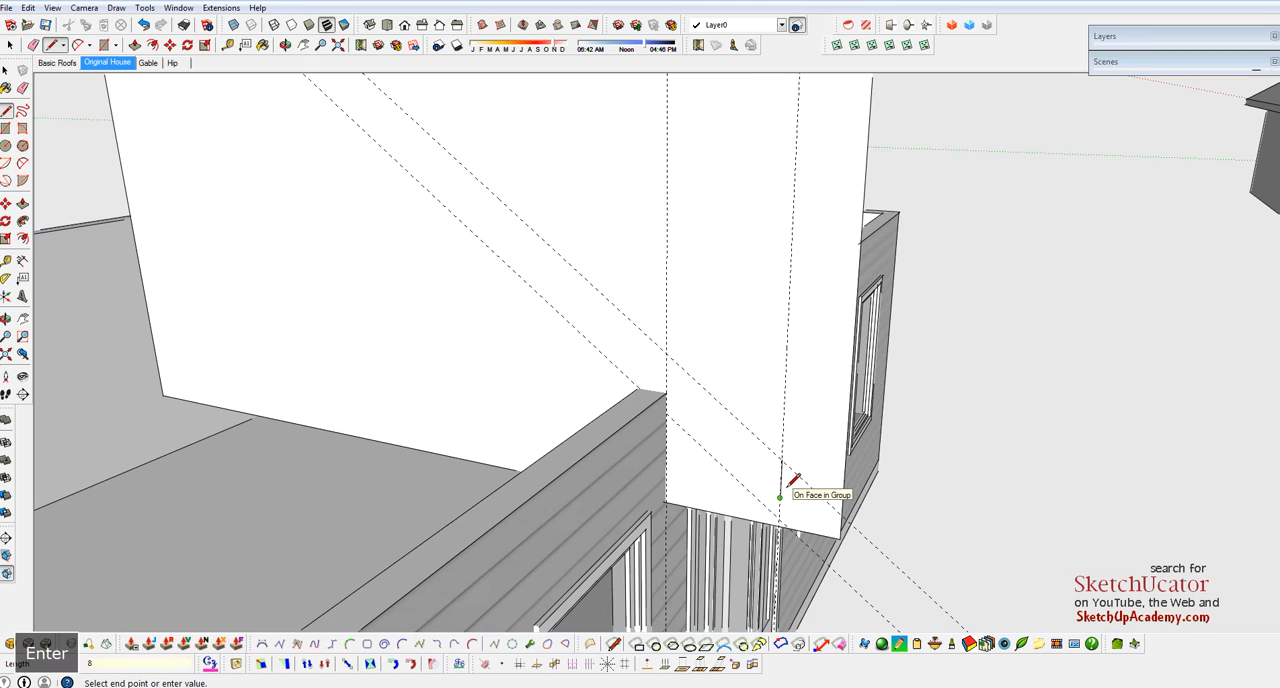 File Edit View Camera Draw Tools Window Extensions Help
Layer0
J F M A M J J A S O N D 06:42 AM Noon 04:46 PM
Layers
Scenes
Basic Roofs Original House Gable Hip
On Face in Group
search for
SketchUcator
on YouTube, the Web and
SketchUpAcademy.com
Enter
Length 8
Select end point or enter value.